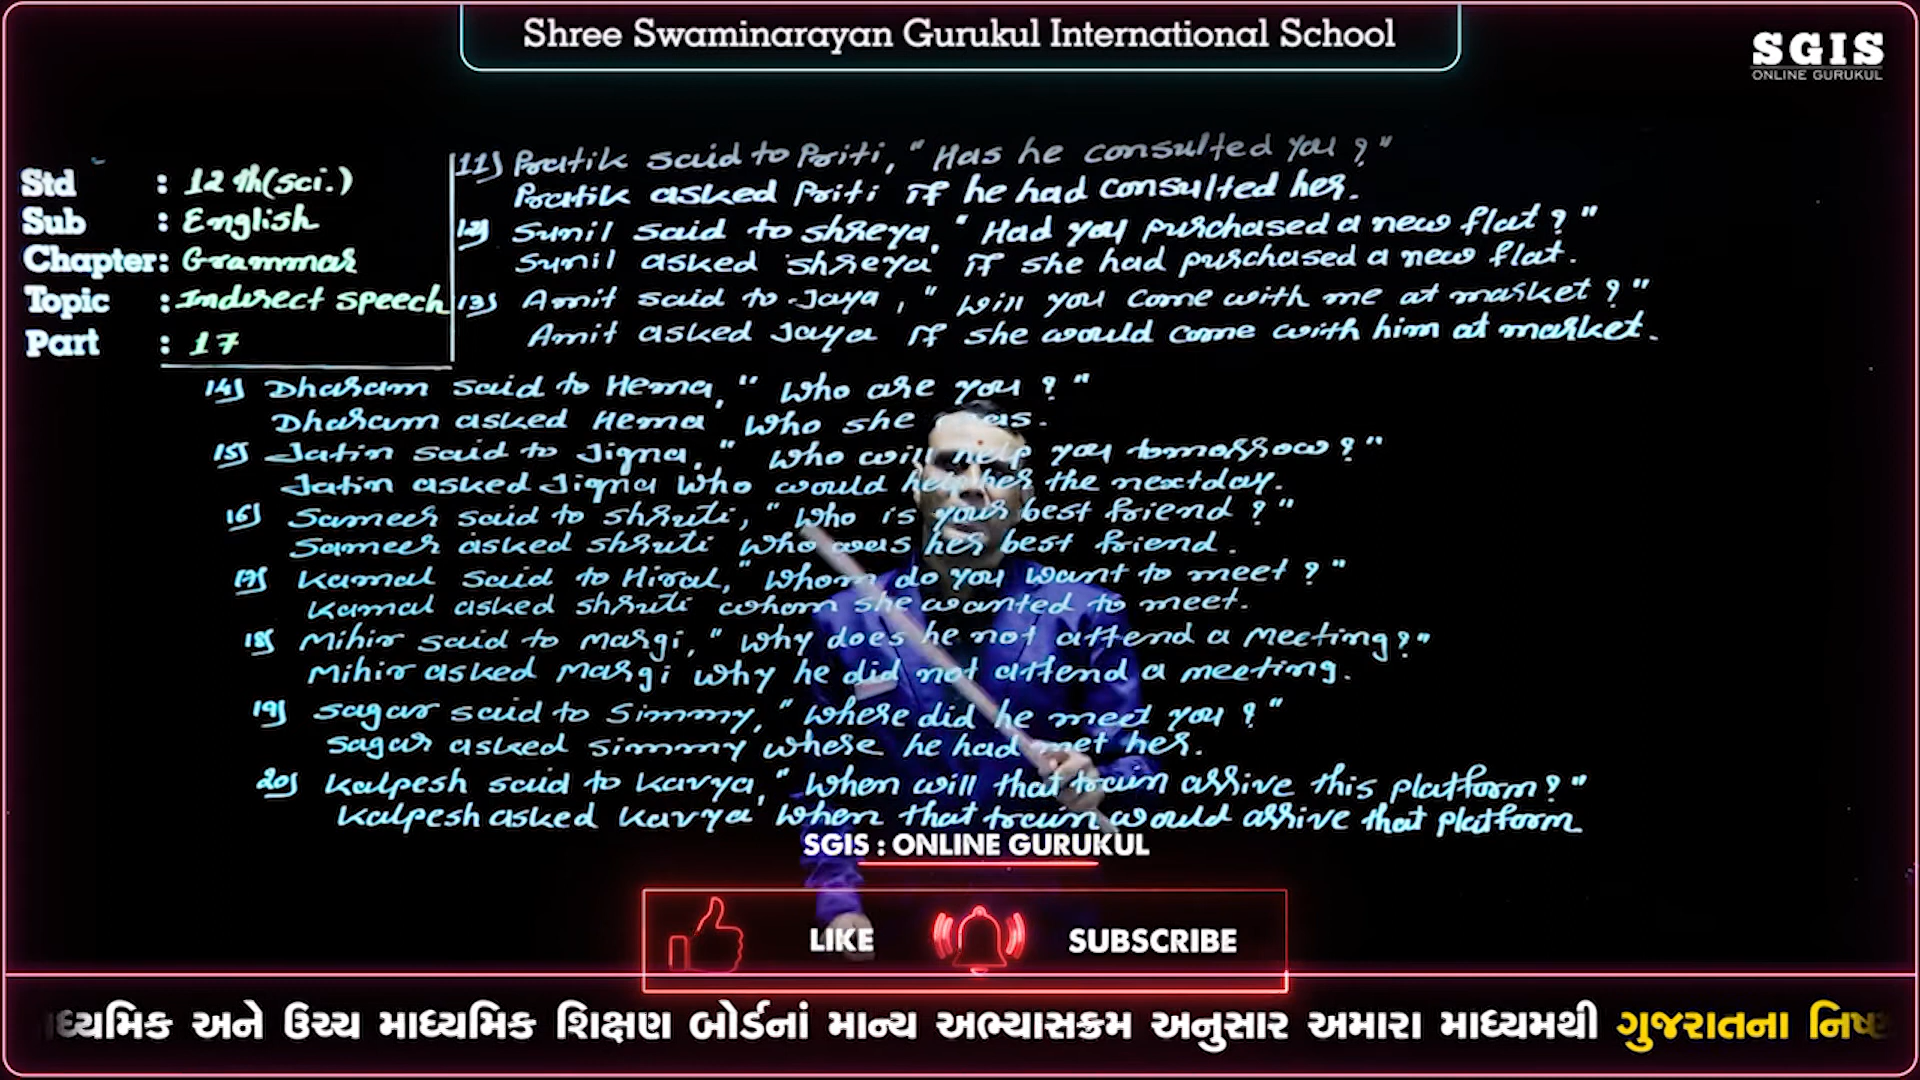 Shree Swaminarayan Gurukul International School
SGIS
ONLINE GURUKUL
Std : 12th(sci.)
Sub : English
Chapter: Grammar
Topic : Indirect speech
Part : 17
11) Pratik said to Priti, " Has he consulted you ? "
Pratik asked Priti if he had consulted her.
12) Sunil said to shreya, " Had you purchased a new flat ? "
Sunil asked shreya if she had purchased a new flat.
13) Amit said to Jaya , " Will you come with me at market ? "
Amit asked Jaya if she would come with him at market.
14) Dharam said to Hema, " Who are you ? "
Dharam asked Hema who she was.
15) Jatin said to Jigna, " Who will help you tomorrow ? "
Jatin asked Jigna who would help her the next day.
16) Sameer said to Shruti, " Who is your best friend ? "
Sameer asked shruti who was her best friend .
17) Kamal said to Hiral, " Whom do you want to meet ? "
Kamal asked shruti whom she wanted to meet.
18) Mihir said to Margi, " Why does he not attend a Meeting ? "
Mihir asked Margi why he did not attend a meeting.
19) Sagar said to Simmy, " Where did he meet you ? "
Sagar asked simmy where he had met her.
20) Kalpesh said to Kavya, " When will that train arrive this platform ? "
Kalpesh asked Kavya when that train would arrive that platform
SGIS : ONLINE GURUKUL
LIKE SUBSCRIBE
અને ઉચ્ચ માધ્યમિક શિક્ષણ બોર્ડનાં માન્ય અભ્યાસક્રમ અનુસાર અમારા માધ્યમથી ગુજરાતના